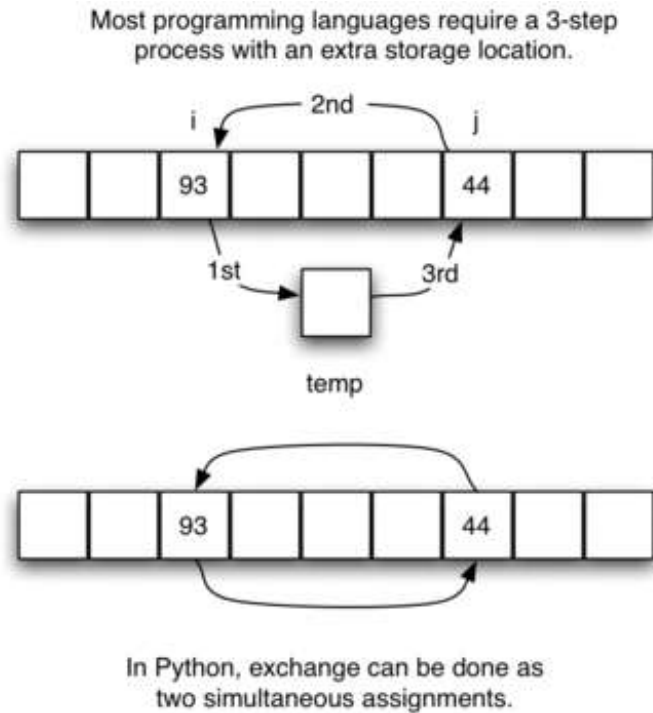 Most programming languages require a 3-step
process with an extra storage location.
i
2nd
j
93
44
1st
3rd
temp
93
44
In Python, exchange can be done as
two simultaneous assignments.